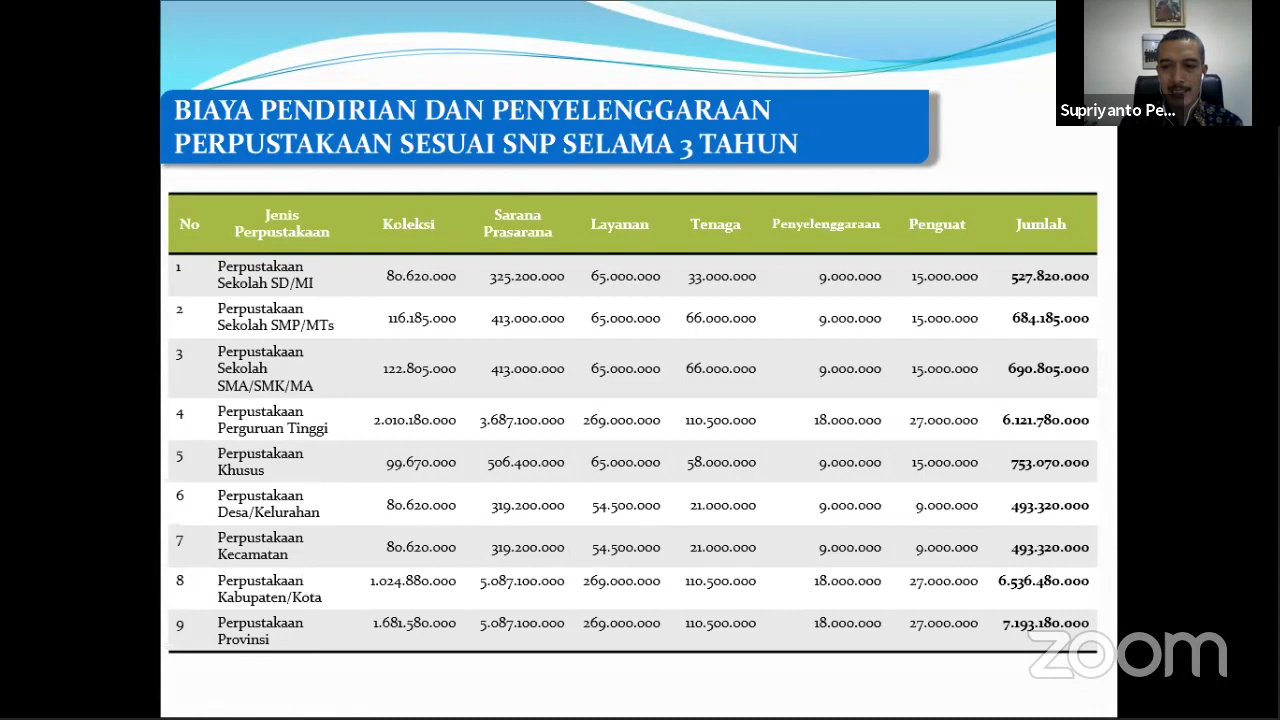 Supriyanto Pe...
BIAYA PENDIRIAN DAN PENYELENGGARAAN
PERPUSTAKAAN SESUAI SNP SELAMA 3 TAHUN
No Jenis Perpustakaan Koleksi Sarana Prasarana Layanan Tenaga Penyelenggaraan Penguat Jumlah
1 Perpustakaan Sekolah SD/MI 80.620.000 325.200.000 65.000.000 33.000.000 9.000.000 15.000.000 527.820.000
2 Perpustakaan Sekolah SMP/MTs 116.185.000 413.000.000 65.000.000 66.000.000 9.000.000 15.000.000 684.185.000
3 Perpustakaan Sekolah SMA/SMK/MA 122.805.000 413.000.000 65.000.000 66.000.000 9.000.000 15.000.000 690.805.000
4 Perpustakaan Perguruan Tinggi 2.010.180.000 3.687.100.000 269.000.000 110.500.000 18.000.000 27.000.000 6.121.780.000
5 Perpustakaan Khusus 99.670.000 506.400.000 65.000.000 58.000.000 9.000.000 15.000.000 753.070.000
6 Perpustakaan Desa/Kelurahan 80.620.000 319.200.000 54.500.000 21.000.000 9.000.000 9.000.000 493.320.000
7 Perpustakaan Kecamatan 80.620.000 319.200.000 54.500.000 21.000.000 9.000.000 9.000.000 493.320.000
8 Perpustakaan Kabupaten/Kota 1.024.880.000 5.087.100.000 269.000.000 110.500.000 18.000.000 27.000.000 6.536.480.000
9 Perpustakaan Provinsi 1.681.580.000 5.087.100.000 269.000.000 110.500.000 18.000.000 27.000.000 7.193.180.000
zoom